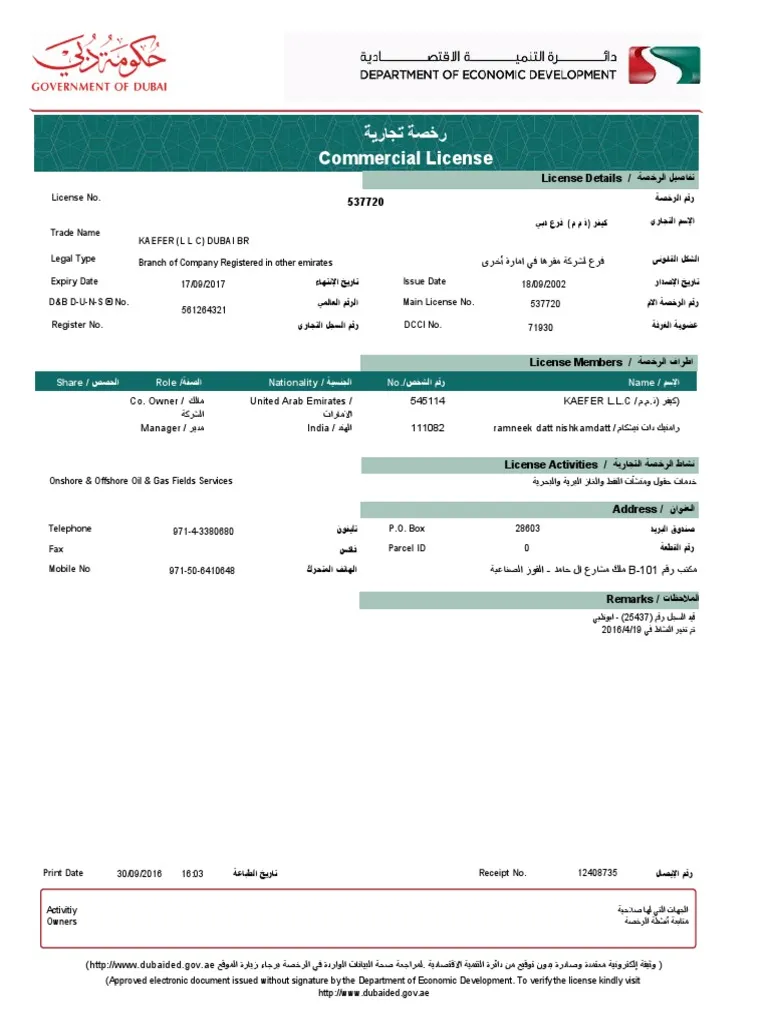 حكومة دبي
GOVERNMENT OF DUBAI
دائرة التنمية الاقتصادية
DEPARTMENT OF ECONOMIC DEVELOPMENT
رخصة تجارية
Commercial License
License Details / تفاصيل الرخصة
License No. 537720 رقم الرخصة
كيفر (ذ م م) فرع دبي الإسم التجاري
Trade Name
KAEFER (L L C) DUBAI BR
Legal Type Branch of Company Registered in other emirates فرع لشركة مقرها في إمارة أخرى الشكل القانوني
Expiry Date 17/09/2017 تاريخ الإنتهاء Issue Date 18/09/2002 تاريخ الإصدار
D&B D-U-N-S ® No. 561264321 الرقم العالمي Main License No. 537720 رقم الرخصة الام
Register No. رقم السجل التجاري DCCI No. 71930 عضوية الغرفة
License Members / اطراف الرخصة
Share / الحصص Role / الصفة Nationality / الجنسية No./ رقم الشخص Name / الإسم
Co. Owner / مالك United Arab Emirates / 545114 KAEFER L.L.C / كيفر (ذ.م.م)
الشركة الامارات
Manager / مدير India / الهند 111082 ramneek datt nishkamdatt / رامنيك دات نيشكام
License Activities / نشاط الرخصة التجارية
Onshore & Offshore Oil & Gas Fields Services خدمات حقول ومنشآت النفط والغاز البرية والبحرية
Address / العنوان
Telephone 971-4-3380680 تليفون P.O. Box 28603 صندوق البريد
Fax فاكس Parcel ID 0 رقم القطعة
Mobile No 971-50-6410648 الهاتف المتحرك مكتب رقم B-101 ملك مشارع ال حامد - القوز الصناعية
Remarks / الملاحظات
قيد السجل رقم (25437) - ابوظبي
تم تغير النشاط في 2016/4/19
Print Date 30/09/2016 16:03 تاريخ الطباعة Receipt No. 12408735 رقم الإيصال
Activitiy الجهات التي لها صلاحية
Owners متابعة أنشطة الرخصة
( وثيقة إلكترونية معتمدة وصادرة بدون توقيع من دائرة التنمية الاقتصادية .لمراجعة صحة البيانات الواردة في الرخصة برجاء زيارة الموقع http://www.dubaided.gov.ae)
(Approved electronic document issued without signature by the Department of Economic Development. To verify the license kindly visit
http://www.dubaided.gov.ae